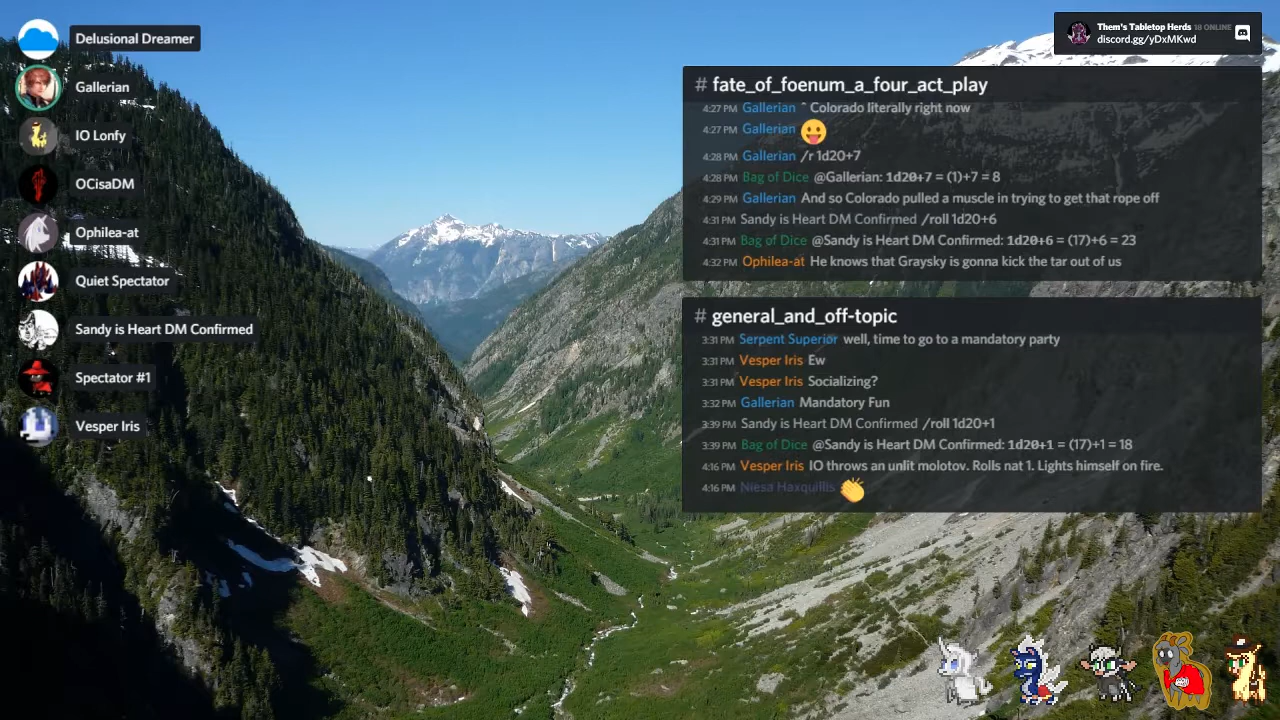 Delusional Dreamer
Gallerian
IO Lonfy
OCisaDM
Ophilea-at
Quiet Spectator
Sandy is Heart DM Confirmed
Spectator #1
Vesper Iris
Them's Tabletop Herds 18 ONLINE
discord.gg/yDxMKwd
# fate_of_foenum_a_four_act_play
4:27 PM Gallerian ^ Colorado literally right now
4:27 PM Gallerian 😛
4:28 PM Gallerian /r 1d20+7
4:28 PM Bag of Dice @Gallerian: 1d20+7 = (1)+7 = 8
4:29 PM Gallerian And so Colorado pulled a muscle in trying to get that rope off
4:31 PM Sandy is Heart DM Confirmed /roll 1d20+6
4:31 PM Bag of Dice @Sandy is Heart DM Confirmed: 1d20+6 = (17)+6 = 23
4:32 PM Ophilea-at He knows that Graysky is gonna kick the tar out of us
# general_and_off-topic
3:31 PM Serpent Superior well, time to go to a mandatory party
3:31 PM Vesper Iris Ew
3:31 PM Vesper Iris Socializing?
3:32 PM Gallerian Mandatory Fun
3:39 PM Sandy is Heart DM Confirmed /roll 1d20+1
3:39 PM Bag of Dice @Sandy is Heart DM Confirmed: 1d20+1 = (17)+1 = 18
4:16 PM Vesper Iris IO throws an unlit molotov. Rolls nat 1. Lights himself on fire.
4:16 PM Niesa Haxquillis 👏